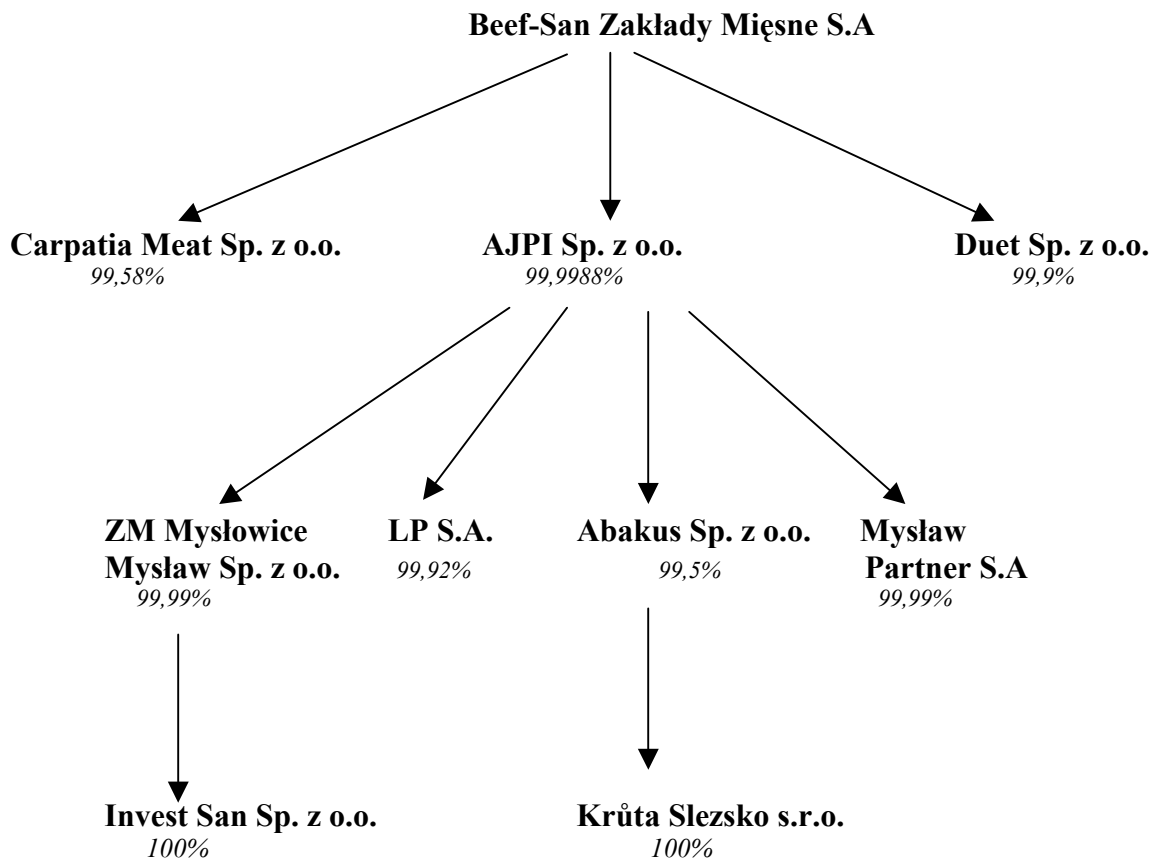 Beef-San Zakłady Mięsne S.A
Carpatia Meat Sp. z o.o.
99,58%
AJPI Sp. z o.o.
99,9988%
Duet Sp. z o.o.
99,9%
ZM Mysłowice
Mysław Sp. z o.o.
99,99%
LP S.A.
99,92%
Abakus Sp. z o.o.
99,5%
Mysław
Partner S.A
99,99%
Invest San Sp. z o.o.
100%
Krůta Slezsko s.r.o.
100%